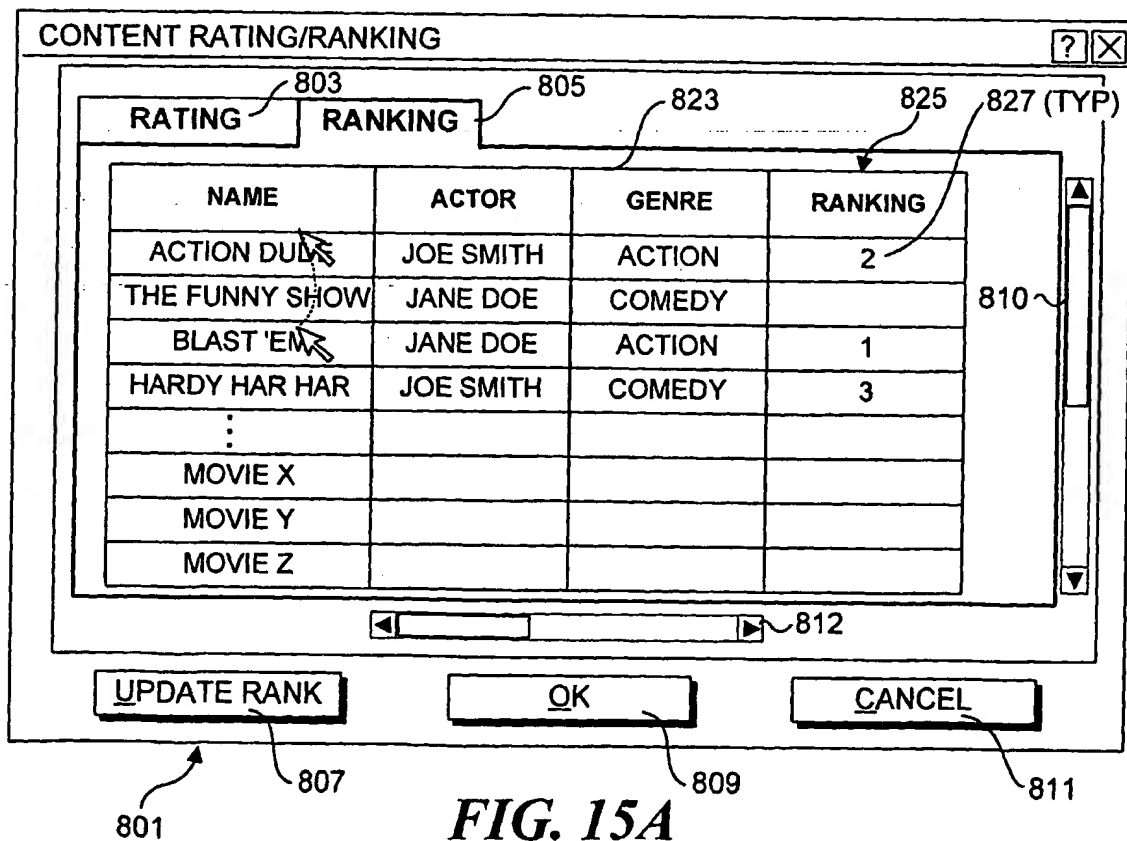 CONTENT RATING/RANKING ? X
803 805 823 825 827 (TYP)
RATING RANKING
NAME ACTOR GENRE RANKING
ACTION DUDE JOE SMITH ACTION 2
THE FUNNY SHOW JANE DOE COMEDY
810
BLAST 'EM JANE DOE ACTION 1
HARDY HAR HAR JOE SMITH COMEDY 3
⋮
MOVIE X
MOVIE Y
MOVIE Z
812
UPDATE RANK OK CANCEL
801 807 809 811
FIG. 15A